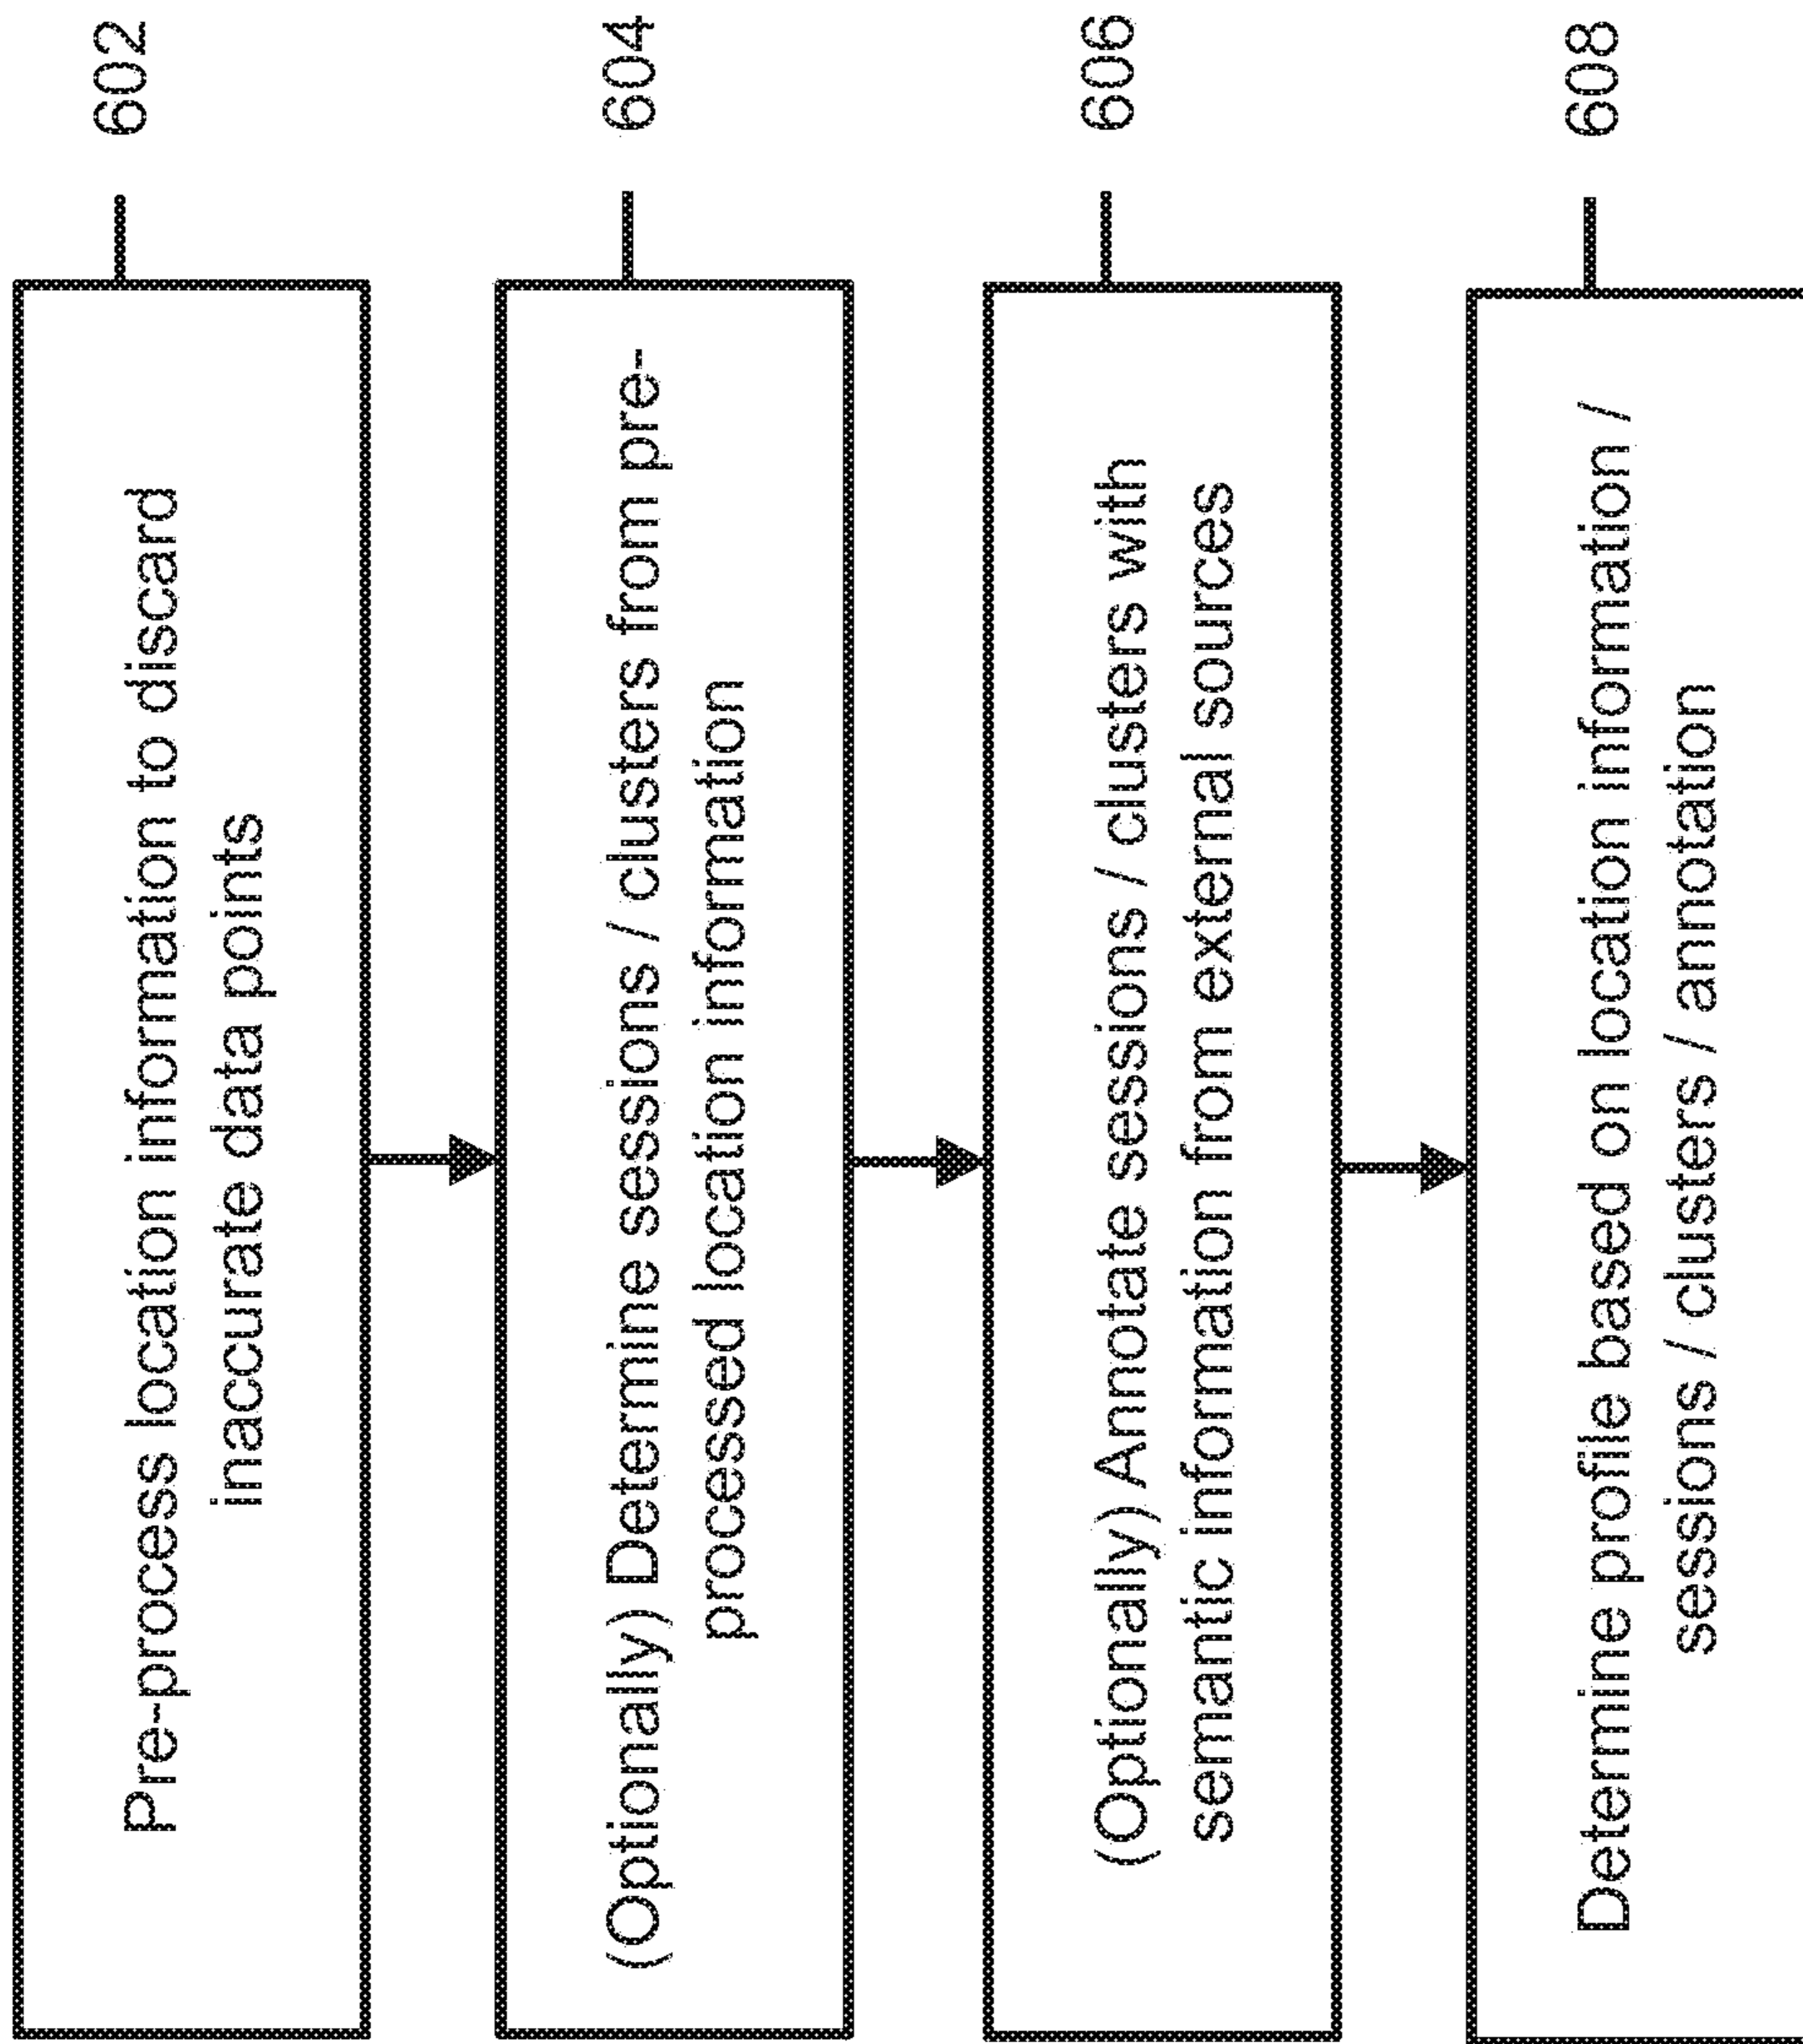 602
Pre-process location information to discard
inaccurate data points
604
(Optionally) Determine sessions / clusters from pre-
processed location information
606
(Optionally) Annotate sessions / clusters with
semantic information from external sources
608
Determine profile based on location information /
sessions / clusters / annotation